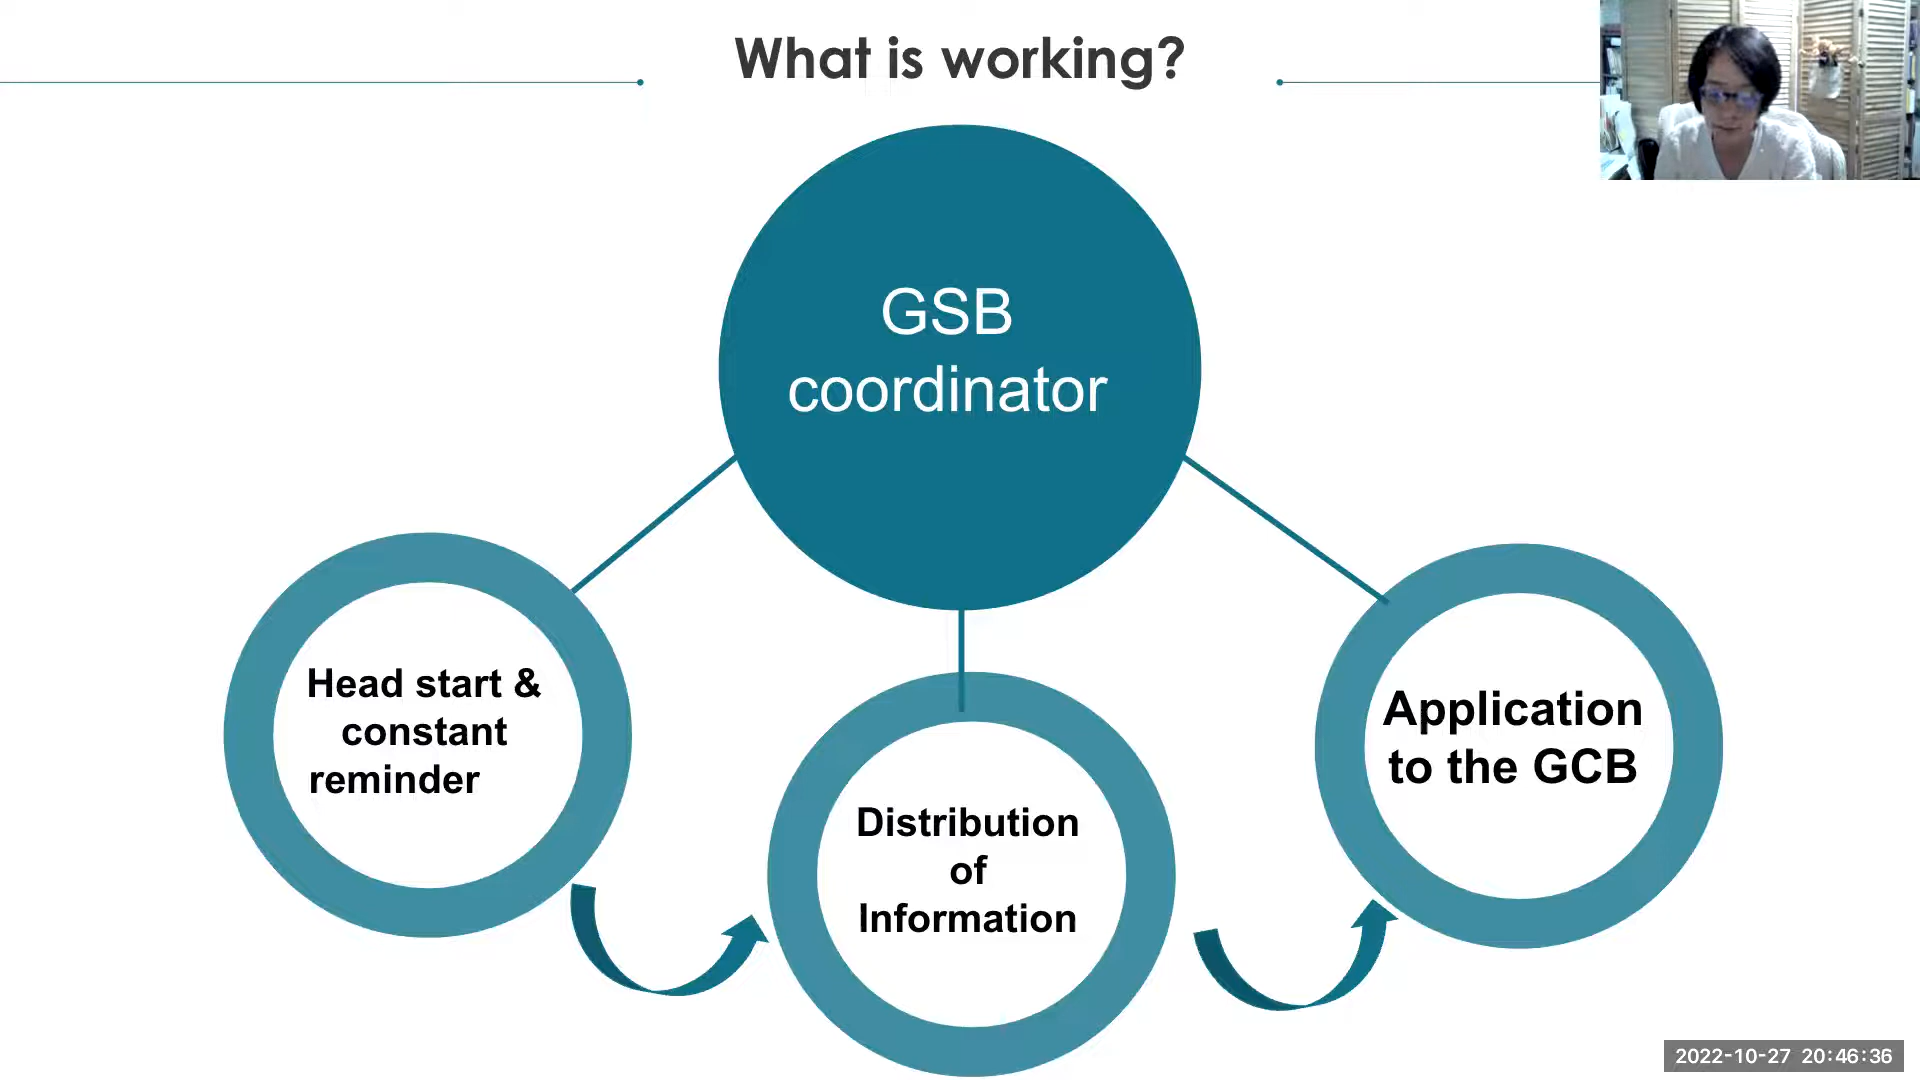 What is working?
GSB
coordinator
Head start &
constant
reminder
Distribution
of
Information
Application
to the GCB
2022-10-27 20:46:36